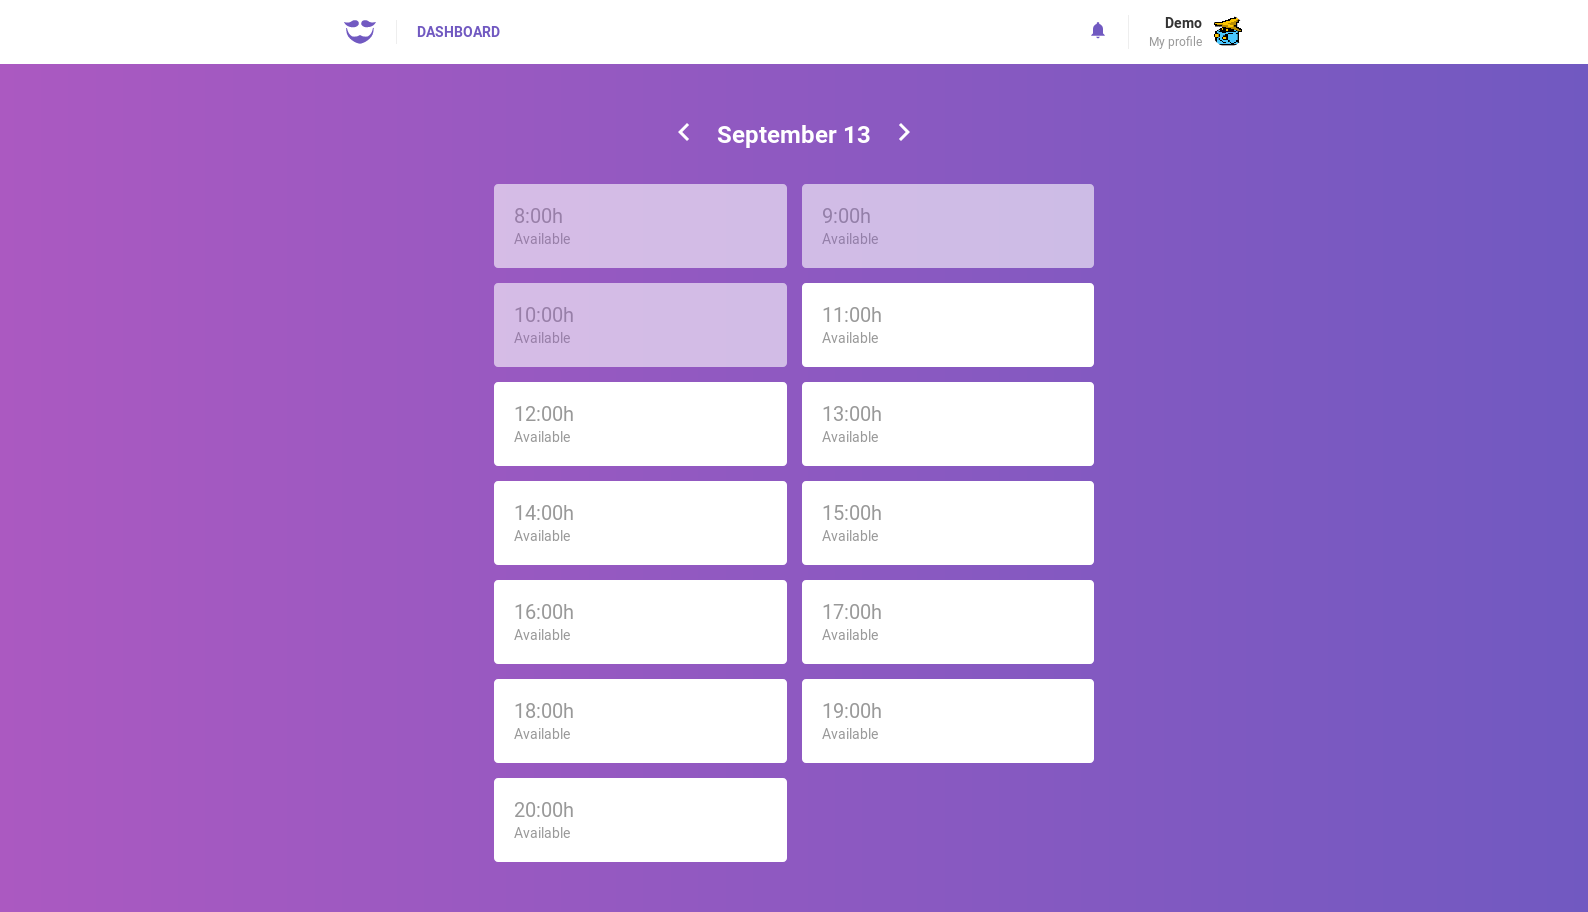 DASHBOARD
Demo
My profile
September 13
8:00h
Available
9:00h
Available
10:00h
Available
11:00h
Available
12:00h
Available
13:00h
Available
14:00h
Available
15:00h
Available
16:00h
Available
17:00h
Available
18:00h
Available
19:00h
Available
20:00h
Available